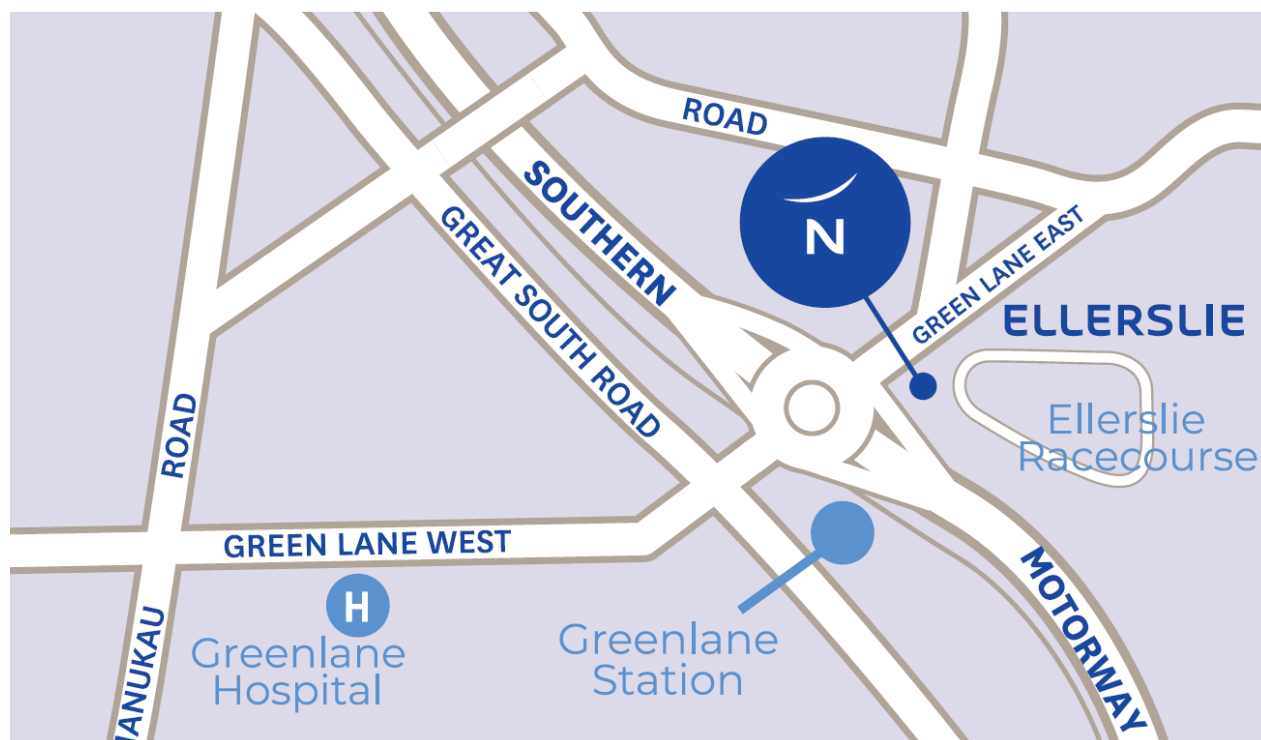 ROAD
SOUTHERN
N
GREAT SOUTH ROAD
GREEN LANE EAST
ELLERSLIE
Ellerslie
Racecourse
ROAD
GREEN LANE WEST
MOTORWAY
H
Greenlane
Hospital
Greenlane
Station
ANUKAU